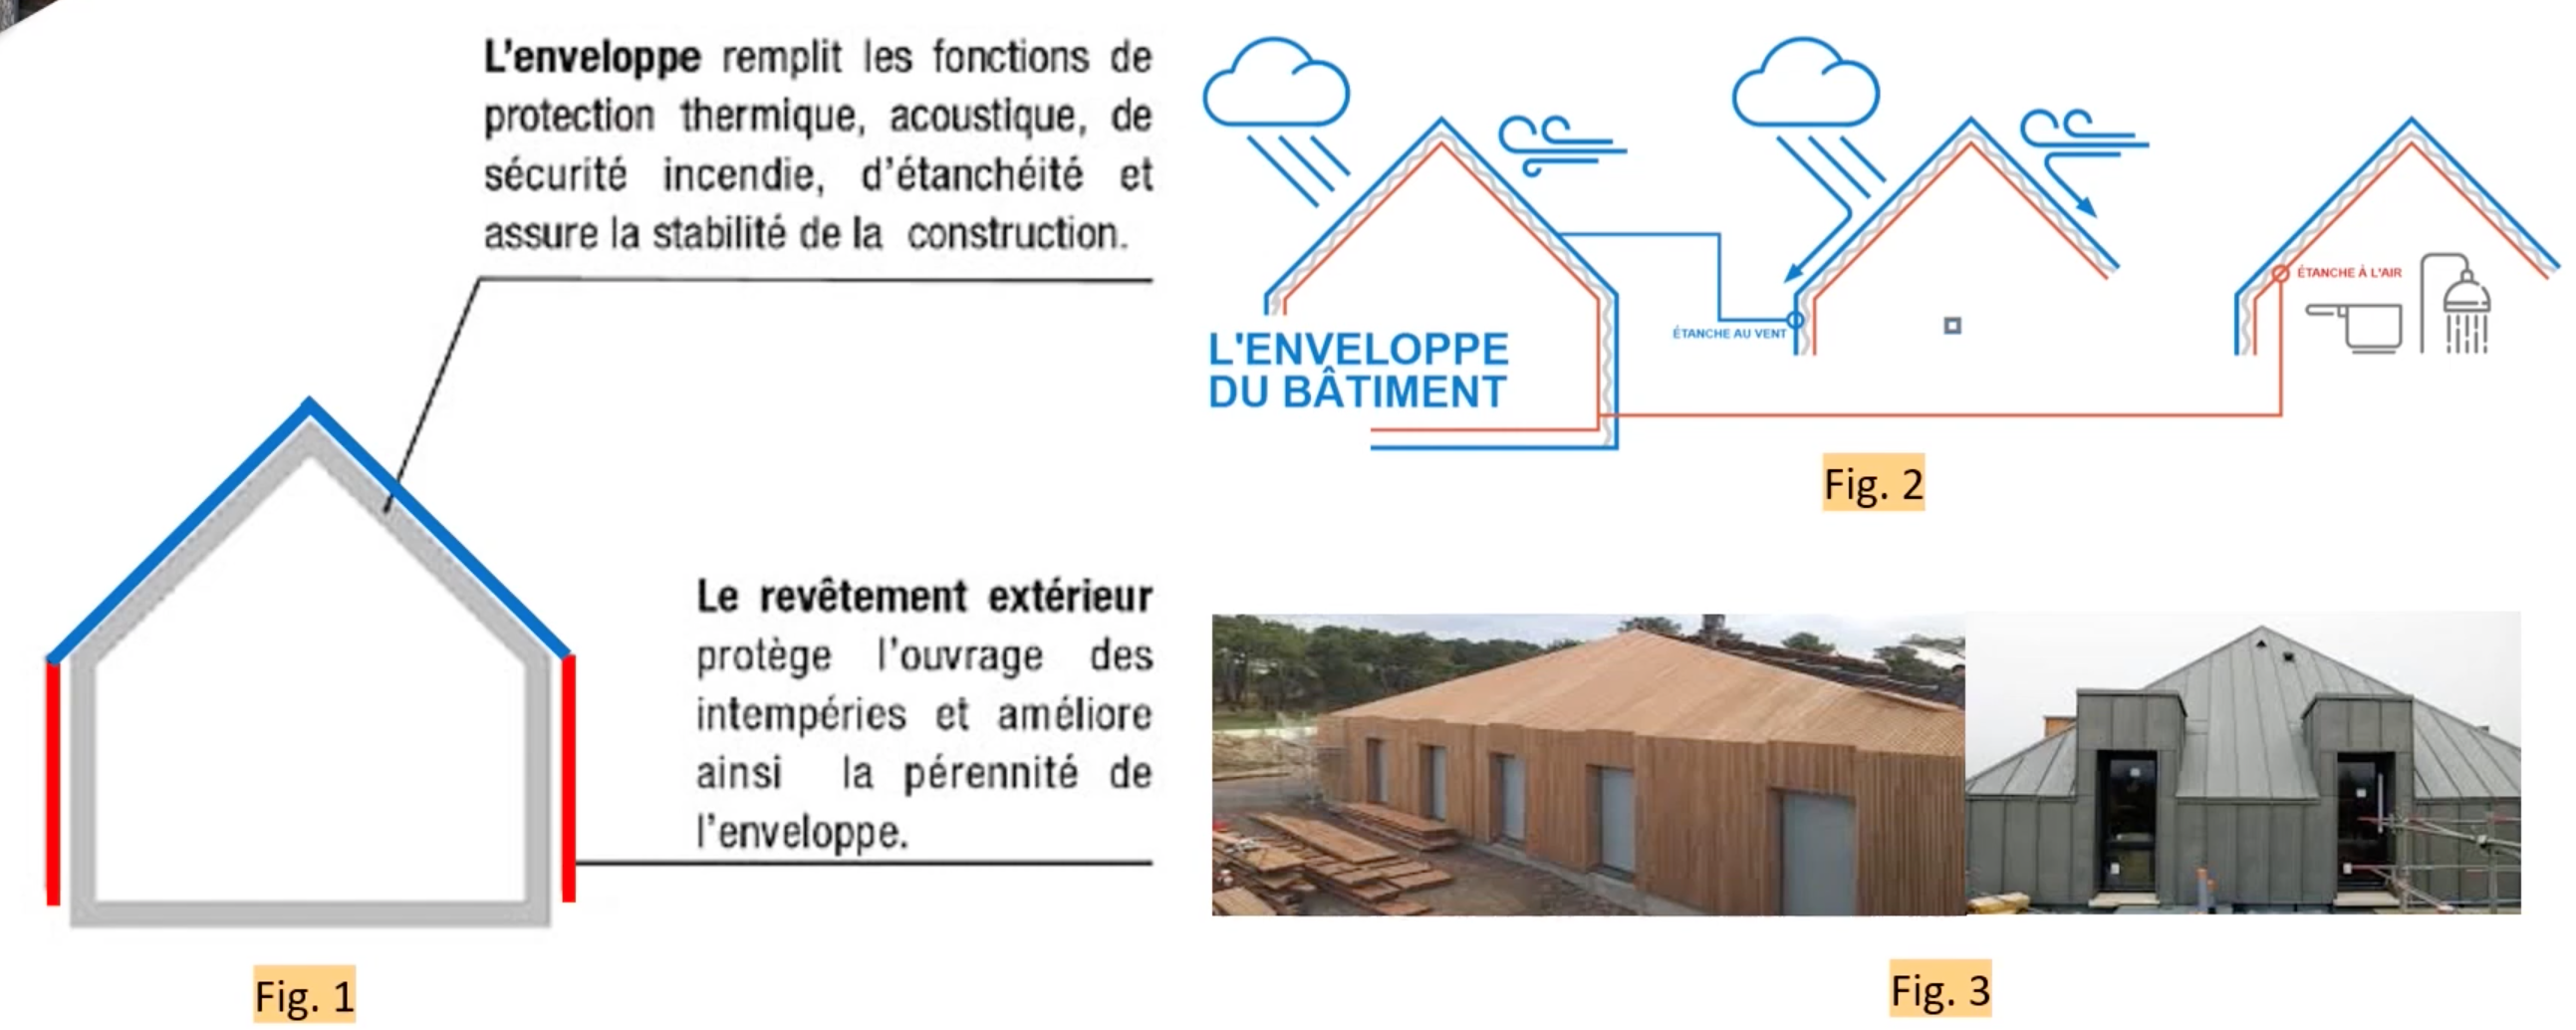 L'enveloppe remplit les fonctions de
protection thermique, acoustique, de
sécurité incendie, d'étanchéité et
assure la stabilité de la construction.
Le revêtement extérieur
protège l'ouvrage des
intempéries et améliore
ainsi la pérennité de
l'enveloppe.
Fig. 1
L'ENVELOPPE
DU BÂTIMENT
ÉTANCHE AU VENT
ÉTANCHE À L'AIR
Fig. 2
Fig. 3